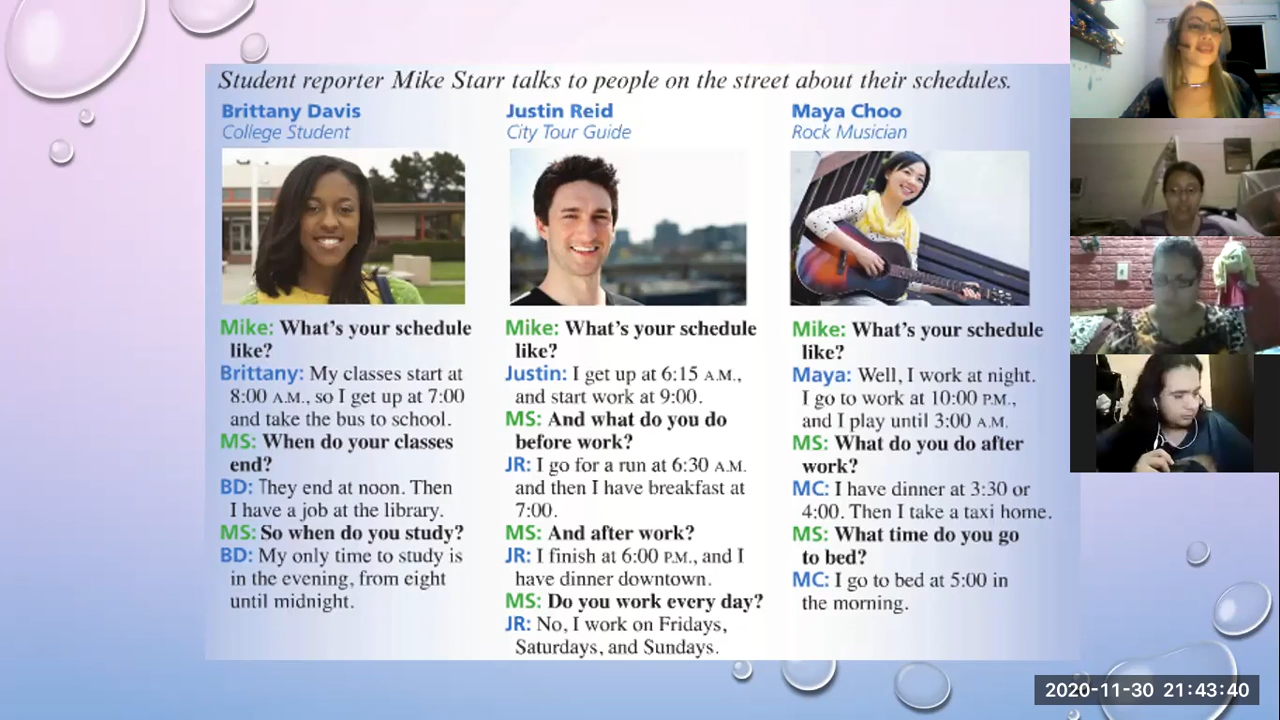 Student reporter Mike Starr talks to people on the street about their schedules.
Brittany Davis
College Student
Mike: What's your schedule
like?
Brittany: My classes start at
8:00 A.M., so I get up at 7:00
and take the bus to school.
MS: When do your classes
end?
BD: They end at noon. Then
I have a job at the library.
MS: So when do you study?
BD: My only time to study is
in the evening, from eight
until midnight.
Justin Reid
City Tour Guide
Mike: What's your schedule
like?
Justin: I get up at 6:15 A.M.,
and start work at 9:00.
MS: And what do you do
before work?
JR: I go for a run at 6:30 A.M.
and then I have breakfast at
7:00.
MS: And after work?
JR: I finish at 6:00 P.M., and I
have dinner downtown.
MS: Do you work every day?
JR: No, I work on Fridays,
Saturdays, and Sundays.
Maya Choo
Rock Musician
Mike: What's your schedule
like?
Maya: Well, I work at night.
I go to work at 10:00 P.M.,
and I play until 3:00 A.M.
MS: What do you do after
work?
MC: I have dinner at 3:30 or
4:00. Then I take a taxi home.
MS: What time do you go
to bed?
MC: I go to bed at 5:00 in
the morning.
2020-11-30 21:43:40